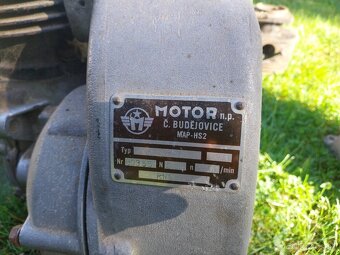 MOTOR n.p.
Č. BUDĚJOVICE
MAP-HS2
Typ
Nr N n /min